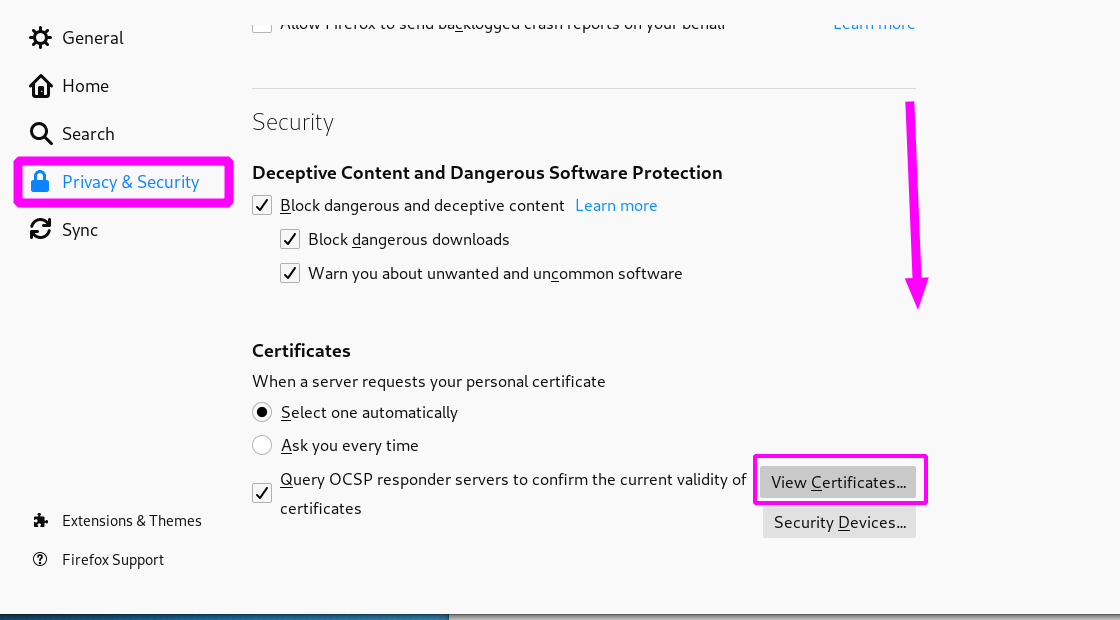 General
Home
Search
Privacy & Security
Sync
Extensions & Themes
Firefox Support
Allow Firefox to send backlogged crash reports on your behalf Learn more
Security
Deceptive Content and Dangerous Software Protection
Block dangerous and deceptive content Learn more
Block dangerous downloads
Warn you about unwanted and uncommon software
Certificates
When a server requests your personal certificate
Select one automatically
Ask you every time
Query OCSP responder servers to confirm the current validity of
certificates
View Certificates...
Security Devices...